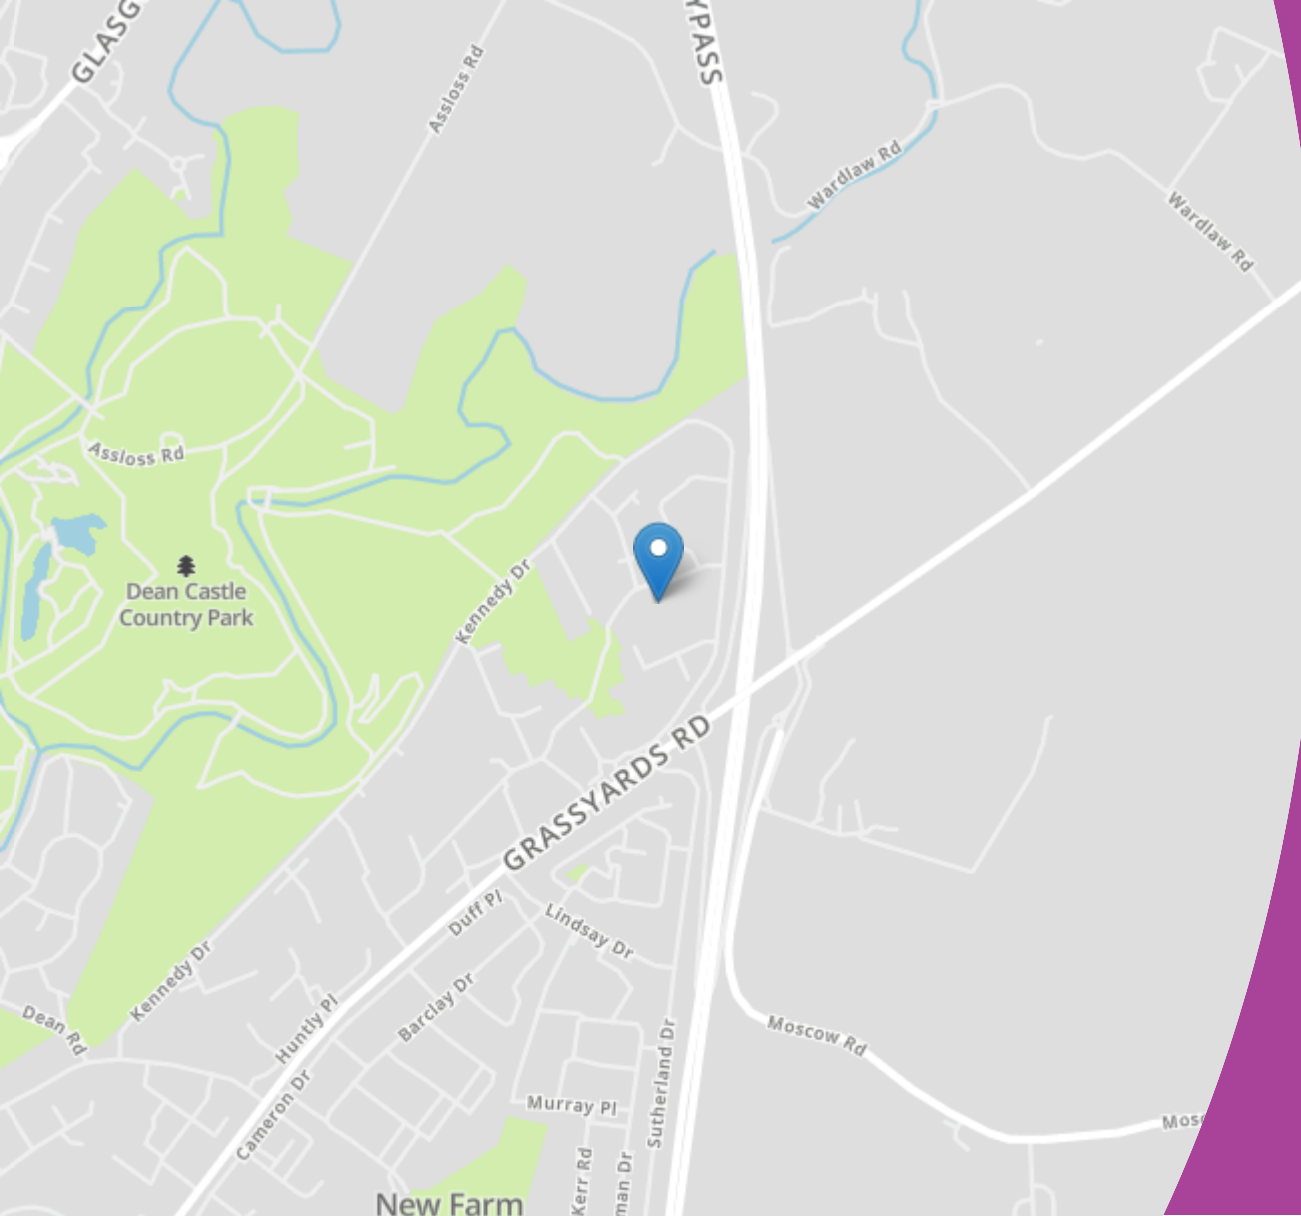 GLASG
YPASS
Assloss Rd
Wardlaw Rd
Wardlaw Rd
Assloss Rd
Dean Castle
Country Park
Kennedy Dr
GRASSYARDS RD
Duff Pl
Lindsay Dr
Kennedy Dr
Huntly Pl
Barclay Dr
Dean Rd
Moscow Rd
Sutherland Dr
Cameron Dr
Murray Pl
Mosc
Kerr Rd
man Dr
New Farm